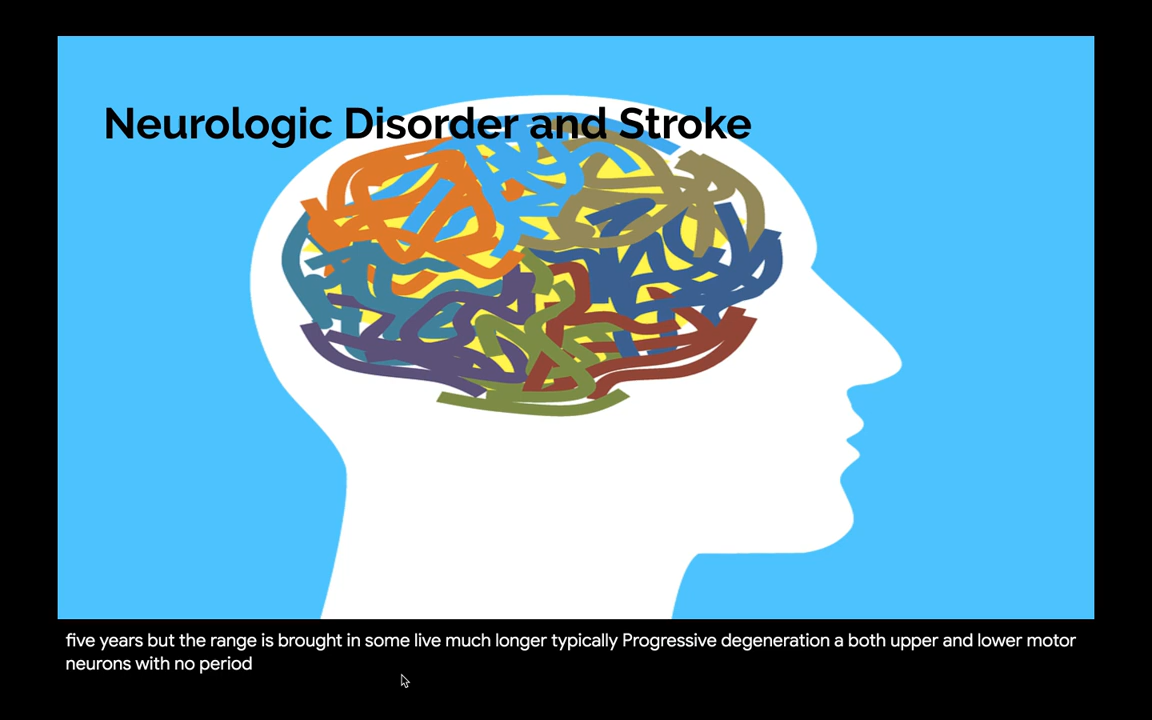 Neurologic Disorder and Stroke
five years but the range is brought in some live much longer typically Progressive degeneration a both upper and lower motor
neurons with no period